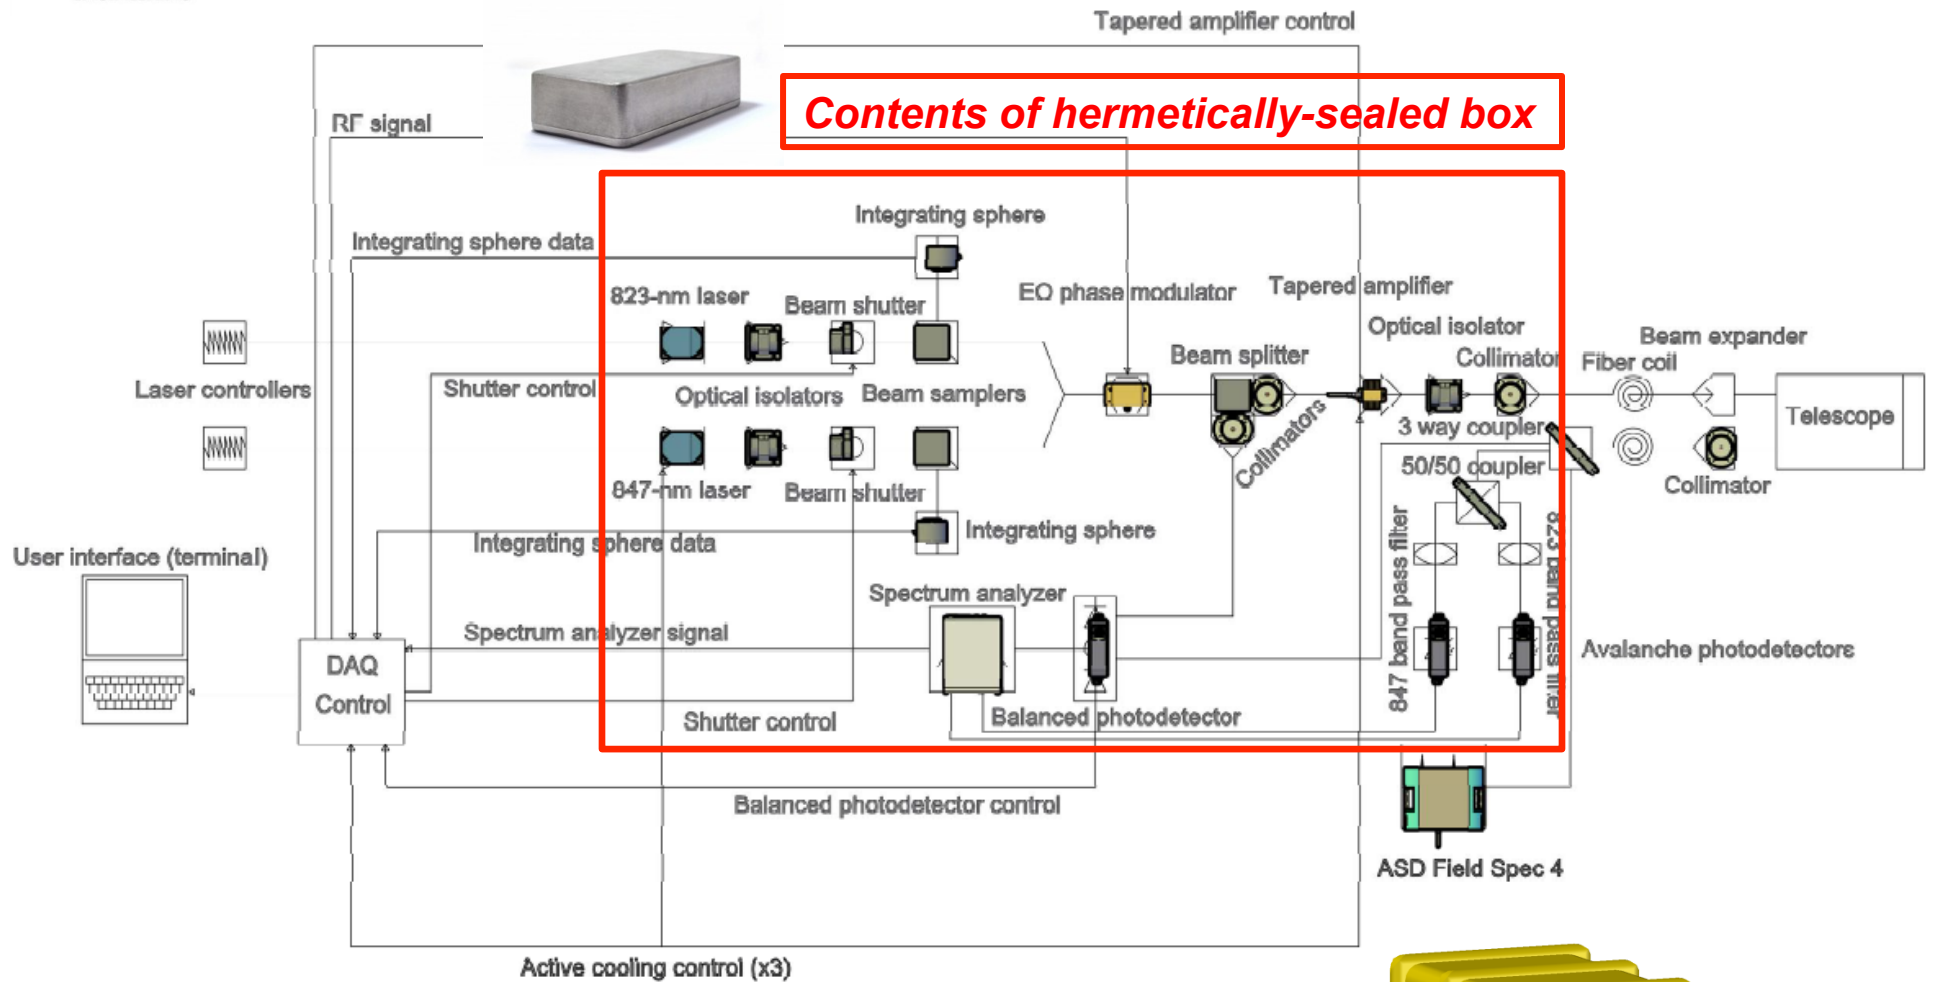 Tapered amplifier control
Contents of hermetically-sealed box
RF signal
Integrating sphere
Integrating sphere data
823-nm laser
Beam shutter
EO phase modulator
Tapered amplifier
Optical isolator
Beam expander
Beam splitter
Collimator
Fiber coil
Laser controllers
Shutter control
Optical isolators
Beam samplers
Collimators
3 way coupler
Telescope
50/50 coupler
847-nm laser
Beam shutter
Collimator
Integrating sphere data
Integrating sphere
847 band pass filter
823 band pass filter
User interface (terminal)
Spectrum analyzer
Spectrum analyzer signal
Avalanche photodetectors
DAQ
Control
Shutter control
Balanced photodetector
Balanced photodetector control
ASD Field Spec 4
Active cooling control (x3)